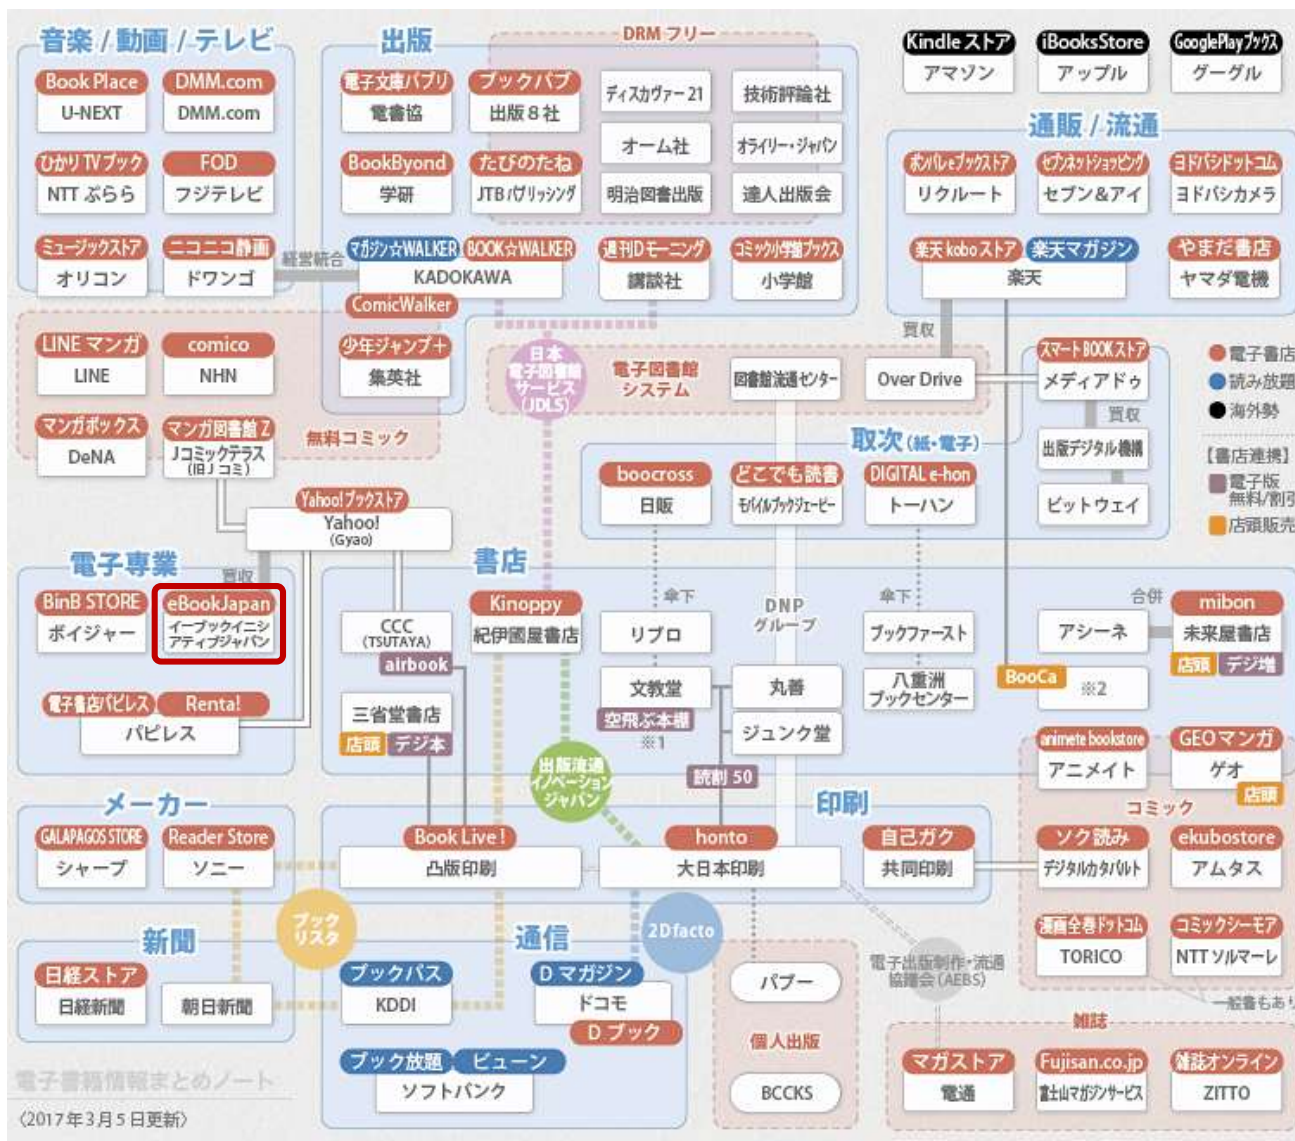 音楽 / 動画 / テレビ
Book Place
U-NEXT
DMM.com
DMM.com
ひかりTVブック
NTT ぷらら
FOD
フジテレビ
ミュージックストア
オリコン
ニコニコ静画
ドワンゴ
経営統合
出版
電子文庫パブリ
電書協
ブックパブ
出版8社
BookByond
学研
たびのたね
JTBパブリッシング
マガジン☆WALKER
BOOK☆WALKER
KADOKAWA
ComicWalker
少年ジャンプ+
集英社
DRM フリー
ディスカヴァー21
技術評論社
オーム社
オライリー・ジャパン
明治図書出版
達人出版会
週刊Dモーニング
講談社
コミック小学館ブックス
小学館
Kindleストア
アマゾン
iBooksStore
アップル
GooglePlayブックス
グーグル
通販 / 流通
ポンパレeブックストア
リクルート
セブンネットショッピング
セブン&アイ
ヨドバシドットコム
ヨドバシカメラ
楽天koboストア
楽天マガジン
楽天
やまだ書店
ヤマダ電機
買収
LINE マンガ
LINE
comico
NHN
マンガボックス
DeNA
マンガ図書館Z
Jコミックテラス
(旧Jコミ)
無料コミック
日本
電子図書館
サービス
(JDLS)
電子図書館
システム
図書館流通センター
Over Drive
スマートBOOKストア
メディアドゥ
買収
出版デジタル機構
ビットウェイ
電子書店
読み放題
海外勢
【書店連携】
電子版
無料/割引
店頭販売
取次(紙・電子)
boocross
日販
どこでも読書
モバイルブックジェーピー
DIGITAL e-hon
トーハン
Yahoo!ブックストア
Yahoo!
(Gyao)
買収
電子専業
BinB STORE
ボイジャー
eBookJapan
イーブックイニシ
アティブジャパン
電子書店パピレス
Renta!
パピレス
書店
CCC
(TSUTAYA)
airbook
Kinoppy
紀伊國屋書店
傘下
リブロ
文教堂
空飛ぶ本棚
※1
DNP
グループ
丸善
ジュンク堂
傘下
ブックファースト
八重洲
ブックセンター
アシーネ
合併
mibon
未来屋書店
店頭
デジ増
BooCa
※2
三省堂書店
店頭
デジ本
出版流通
イノベーション
ジャパン
読割 50
animete bookstore
アニメイト
GEOマンガ
ゲオ
店頭
コミック
ソク読み
デジタルカタパルト
ekubostore
アムタス
漫画全巻ドットコム
TORICO
コミックシーモア
NTTソルマーレ
一般書もあり
メーカー
GALAPAGOS STORE
シャープ
Reader Store
ソニー
印刷
Book Live!
凸版印刷
honto
大日本印刷
自己ガク
共同印刷
ブック
リスタ
2Dfacto
新聞
日経ストア
日経新聞
朝日新聞
通信
ブックパス
KDDI
D マガジン
ドコモ
D ブック
ブック放題
ビューン
ソフトバンク
パブー
個人出版
BCCKS
電子出版制作・流通
協議会(AEBS)
雑誌
マガストア
電通
Fujisan.co.jp
富士山マガジンサービス
雑誌オンライン
ZITTO
電子書籍情報まとめノート
〈2017年3月5日更新〉